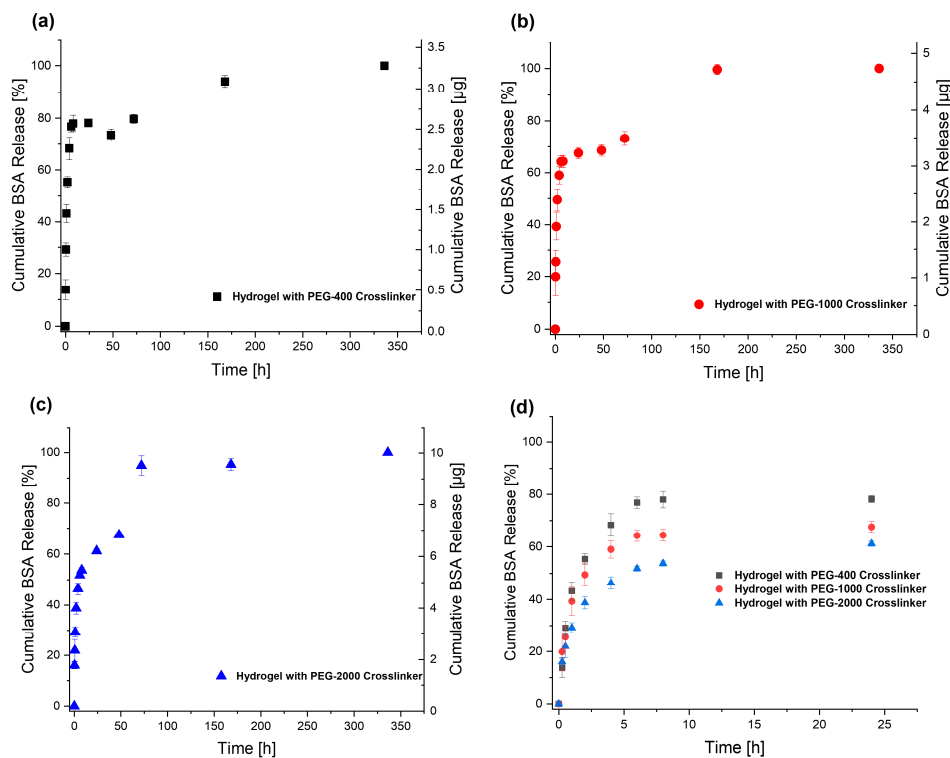 (a)
Cumulative BSA Release [%]
100
80
60
40
20
0
3.5
3.0
2.5
2.0
1.5
1.0
0.5
0.0
Cumulative BSA Release [µg]
Hydrogel with PEG-400 Crosslinker
0 50 100 150 200 250 300 350
Time [h]
(b)
Cumulative BSA Release [%]
100
80
60
40
20
0
5
4
3
2
1
0
Cumulative BSA Release [µg]
Hydrogel with PEG-1000 Crosslinker
0 50 100 150 200 250 300 350
Time [h]
(c)
Cumulative BSA Release [%]
100
80
60
40
20
0
10
8
6
4
2
0
Cumulative BSA Release [µg]
Hydrogel with PEG-2000 Crosslinker
0 50 100 150 200 250 300 350
Time [h]
(d)
Cumulative BSA Release [%]
100
80
60
40
20
0
Hydrogel with PEG-400 Crosslinker
Hydrogel with PEG-1000 Crosslinker
Hydrogel with PEG-2000 Crosslinker
0 5 10 15 20 25
Time [h]